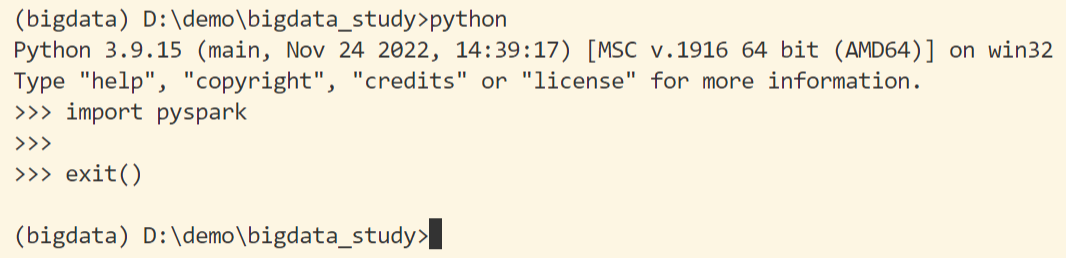 (bigdata) D:\demo\bigdata_study>python
Python 3.9.15 (main, Nov 24 2022, 14:39:17) [MSC v.1916 64 bit (AMD64)] on win32
Type "help", "copyright", "credits" or "license" for more information.
>>> import pyspark
>>>
>>> exit()
(bigdata) D:\demo\bigdata_study>